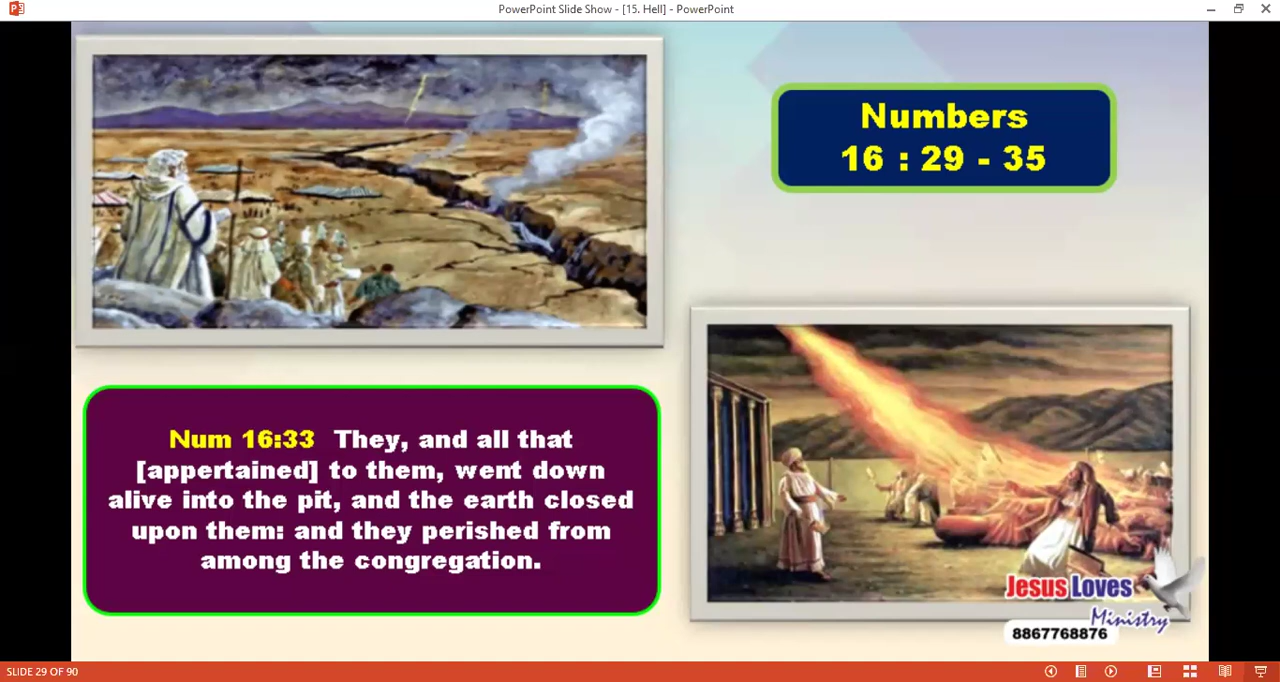 PowerPoint Slide Show - [15. Hell] - PowerPoint
Numbers
16 : 29 - 35
Num 16:33 They, and all that
[appertained] to them, went down
alive into the pit, and the earth closed
upon them: and they perished from
among the congregation.
Jesus Loves
Ministry
8867768876
SLIDE 29 OF 90